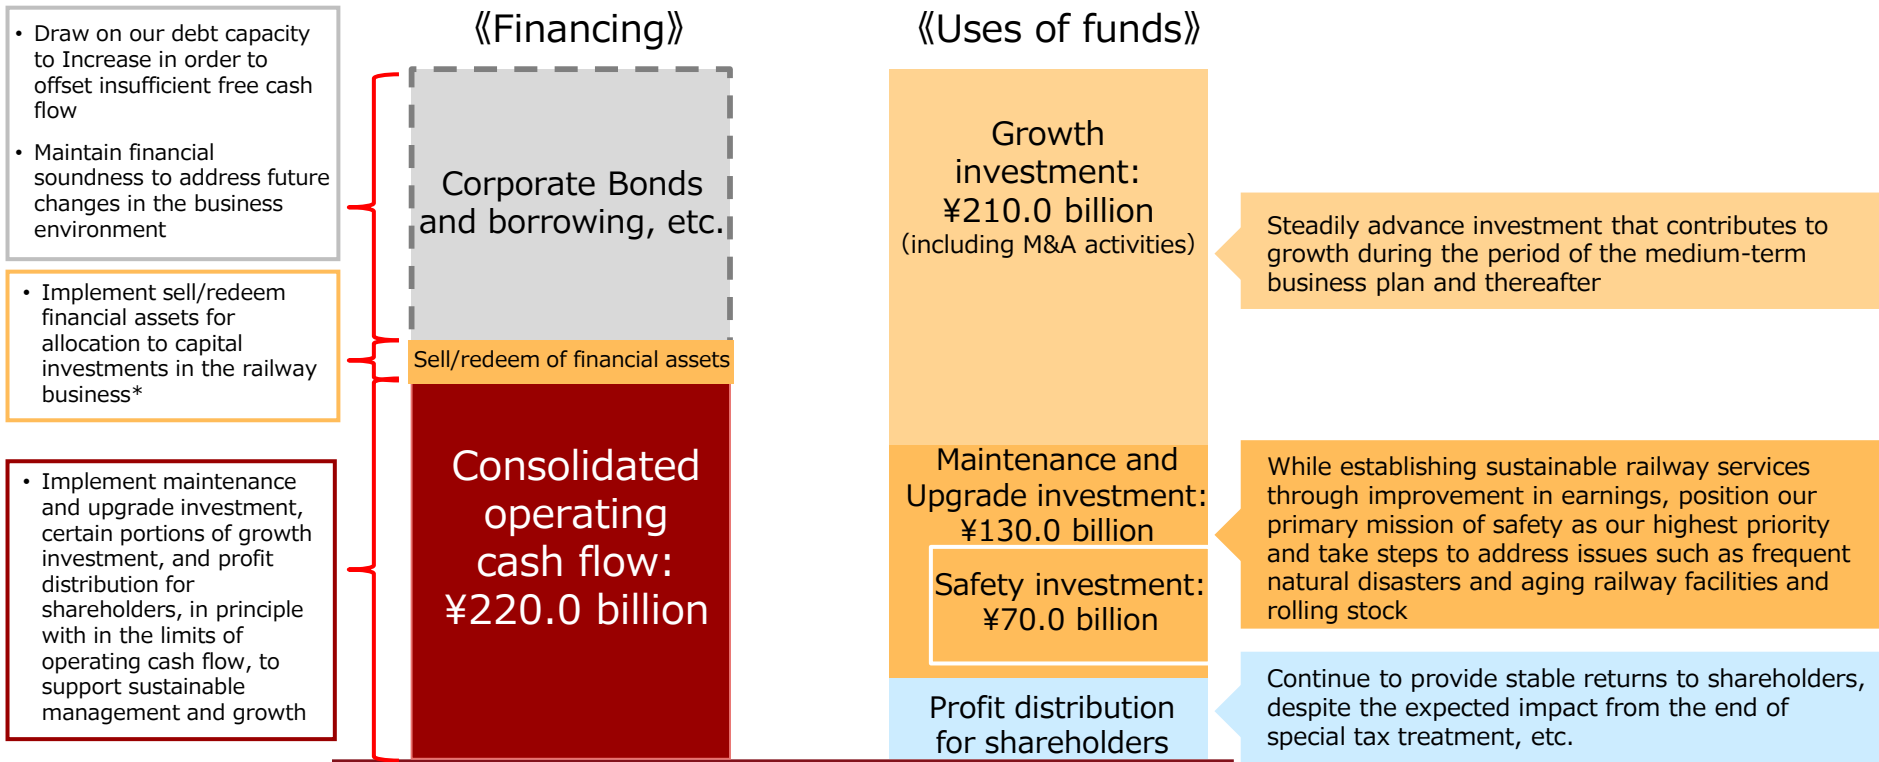 • Draw on our debt capacity
to Increase in order to
offset insufficient free cash
flow
• Maintain financial
soundness to address future
changes in the business
environment
• Implement sell/redeem
financial assets for
allocation to capital
investments in the railway
business*
• Implement maintenance
and upgrade investment,
certain portions of growth
investment, and profit
distribution for
shareholders, in principle
with in the limits of
operating cash flow, to
support sustainable
management and growth
《Financing》
Corporate Bonds
and borrowing, etc.
Sell/redeem of financial assets
Consolidated
operating
cash flow:
¥220.0 billion
《Uses of funds》
Growth
investment:
¥210.0 billion
(including M&A activities)
Maintenance and
Upgrade investment:
¥130.0 billion
Safety investment:
¥70.0 billion
Profit distribution
for shareholders
Steadily advance investment that contributes to
growth during the period of the medium-term
business plan and thereafter
While establishing sustainable railway services
through improvement in earnings, position our
primary mission of safety as our highest priority
and take steps to address issues such as frequent
natural disasters and aging railway facilities and
rolling stock
Continue to provide stable returns to shareholders,
despite the expected impact from the end of
special tax treatment, etc.